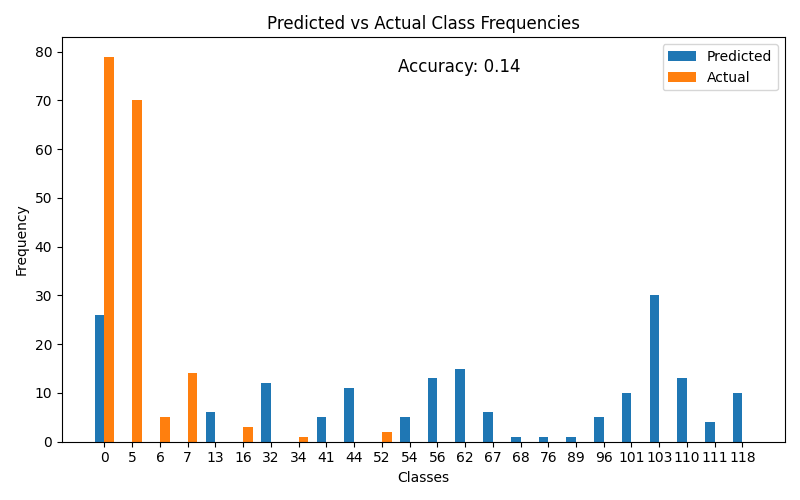 Predicted vs Actual Class Frequencies
Accuracy: 0.14
Predicted
Actual
Frequency
80
70
60
50
40
30
20
10
0
0 5 6 7 13 16 32 34 41 44 52 54 56 62 67 68 76 89 96 101 103 110 111 118
Classes